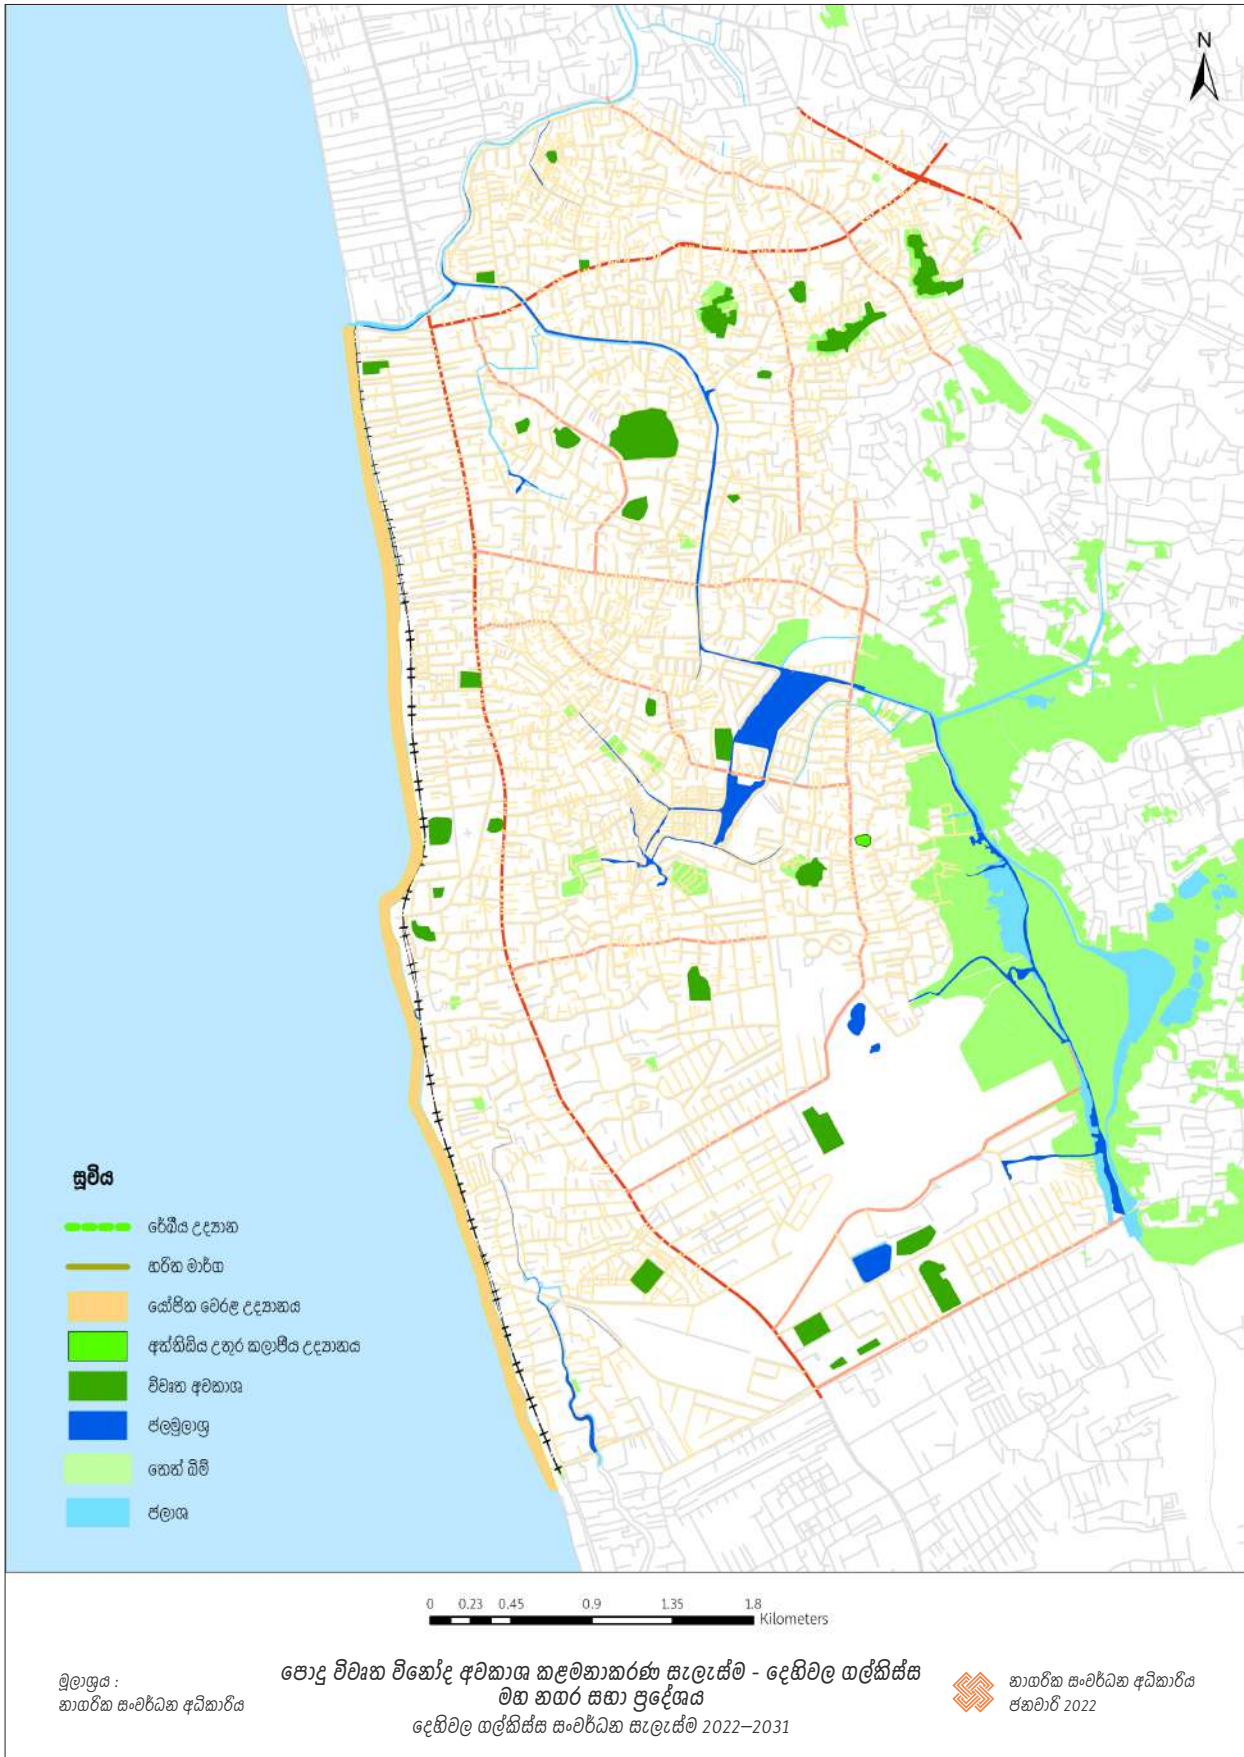 N
සූචිය
රේඛීය උද්‍යාන
හරිත මාර්ග
යෝජිත වෙරළ උද්‍යානය
අත්තිඩිය උතුර කලාපීය උද්‍යානය
විවෘත අවකාශ
ජලමූලාශ්‍ර
තෙත් බිම්
ජලාශ
0 0.23 0.45 0.9 1.35 1.8
Kilometers
මූලාශ්‍රය :
නාගරික සංවර්ධන අධිකාරිය
පොදු විවෘත විනෝද අවකාශ කළමනාකරණ සැලැස්ම - දෙහිවල ගල්කිස්ස
මහ නගර සභා ප්‍රදේශය
දෙහිවල ගල්කිස්ස සංවර්ධන සැලැස්ම 2022–2031
නාගරික සංවර්ධන අධිකාරිය
ජනවාරි 2022